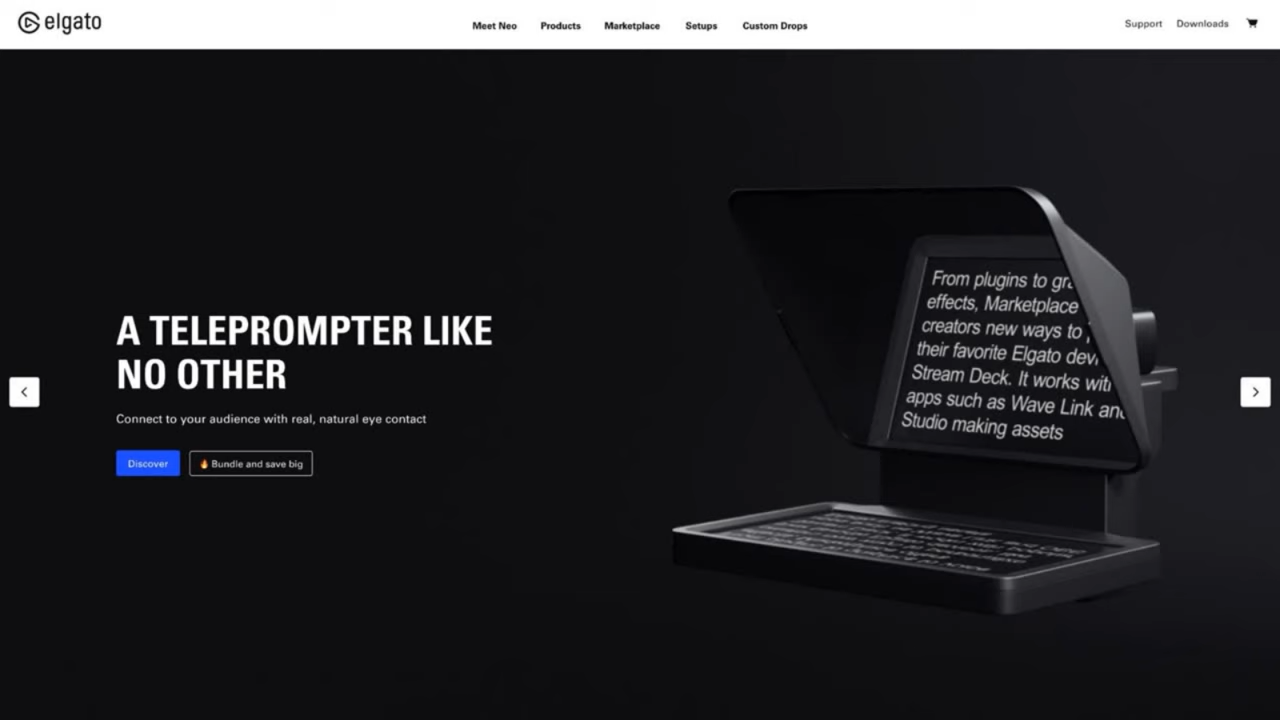 elgato
Meet Neo
Products
Marketplace
Setups
Custom Drops
Support
Downloads
A TELEPROMPTER LIKE
NO OTHER
Connect to your audience with real, natural eye contact
Discover
🔥 Bundle and save big
From plugins to
effects, Marketplace
creators new ways to
their favorite Elgato
Stream Deck. It works with
apps such as Wave Link and
Studio making assets